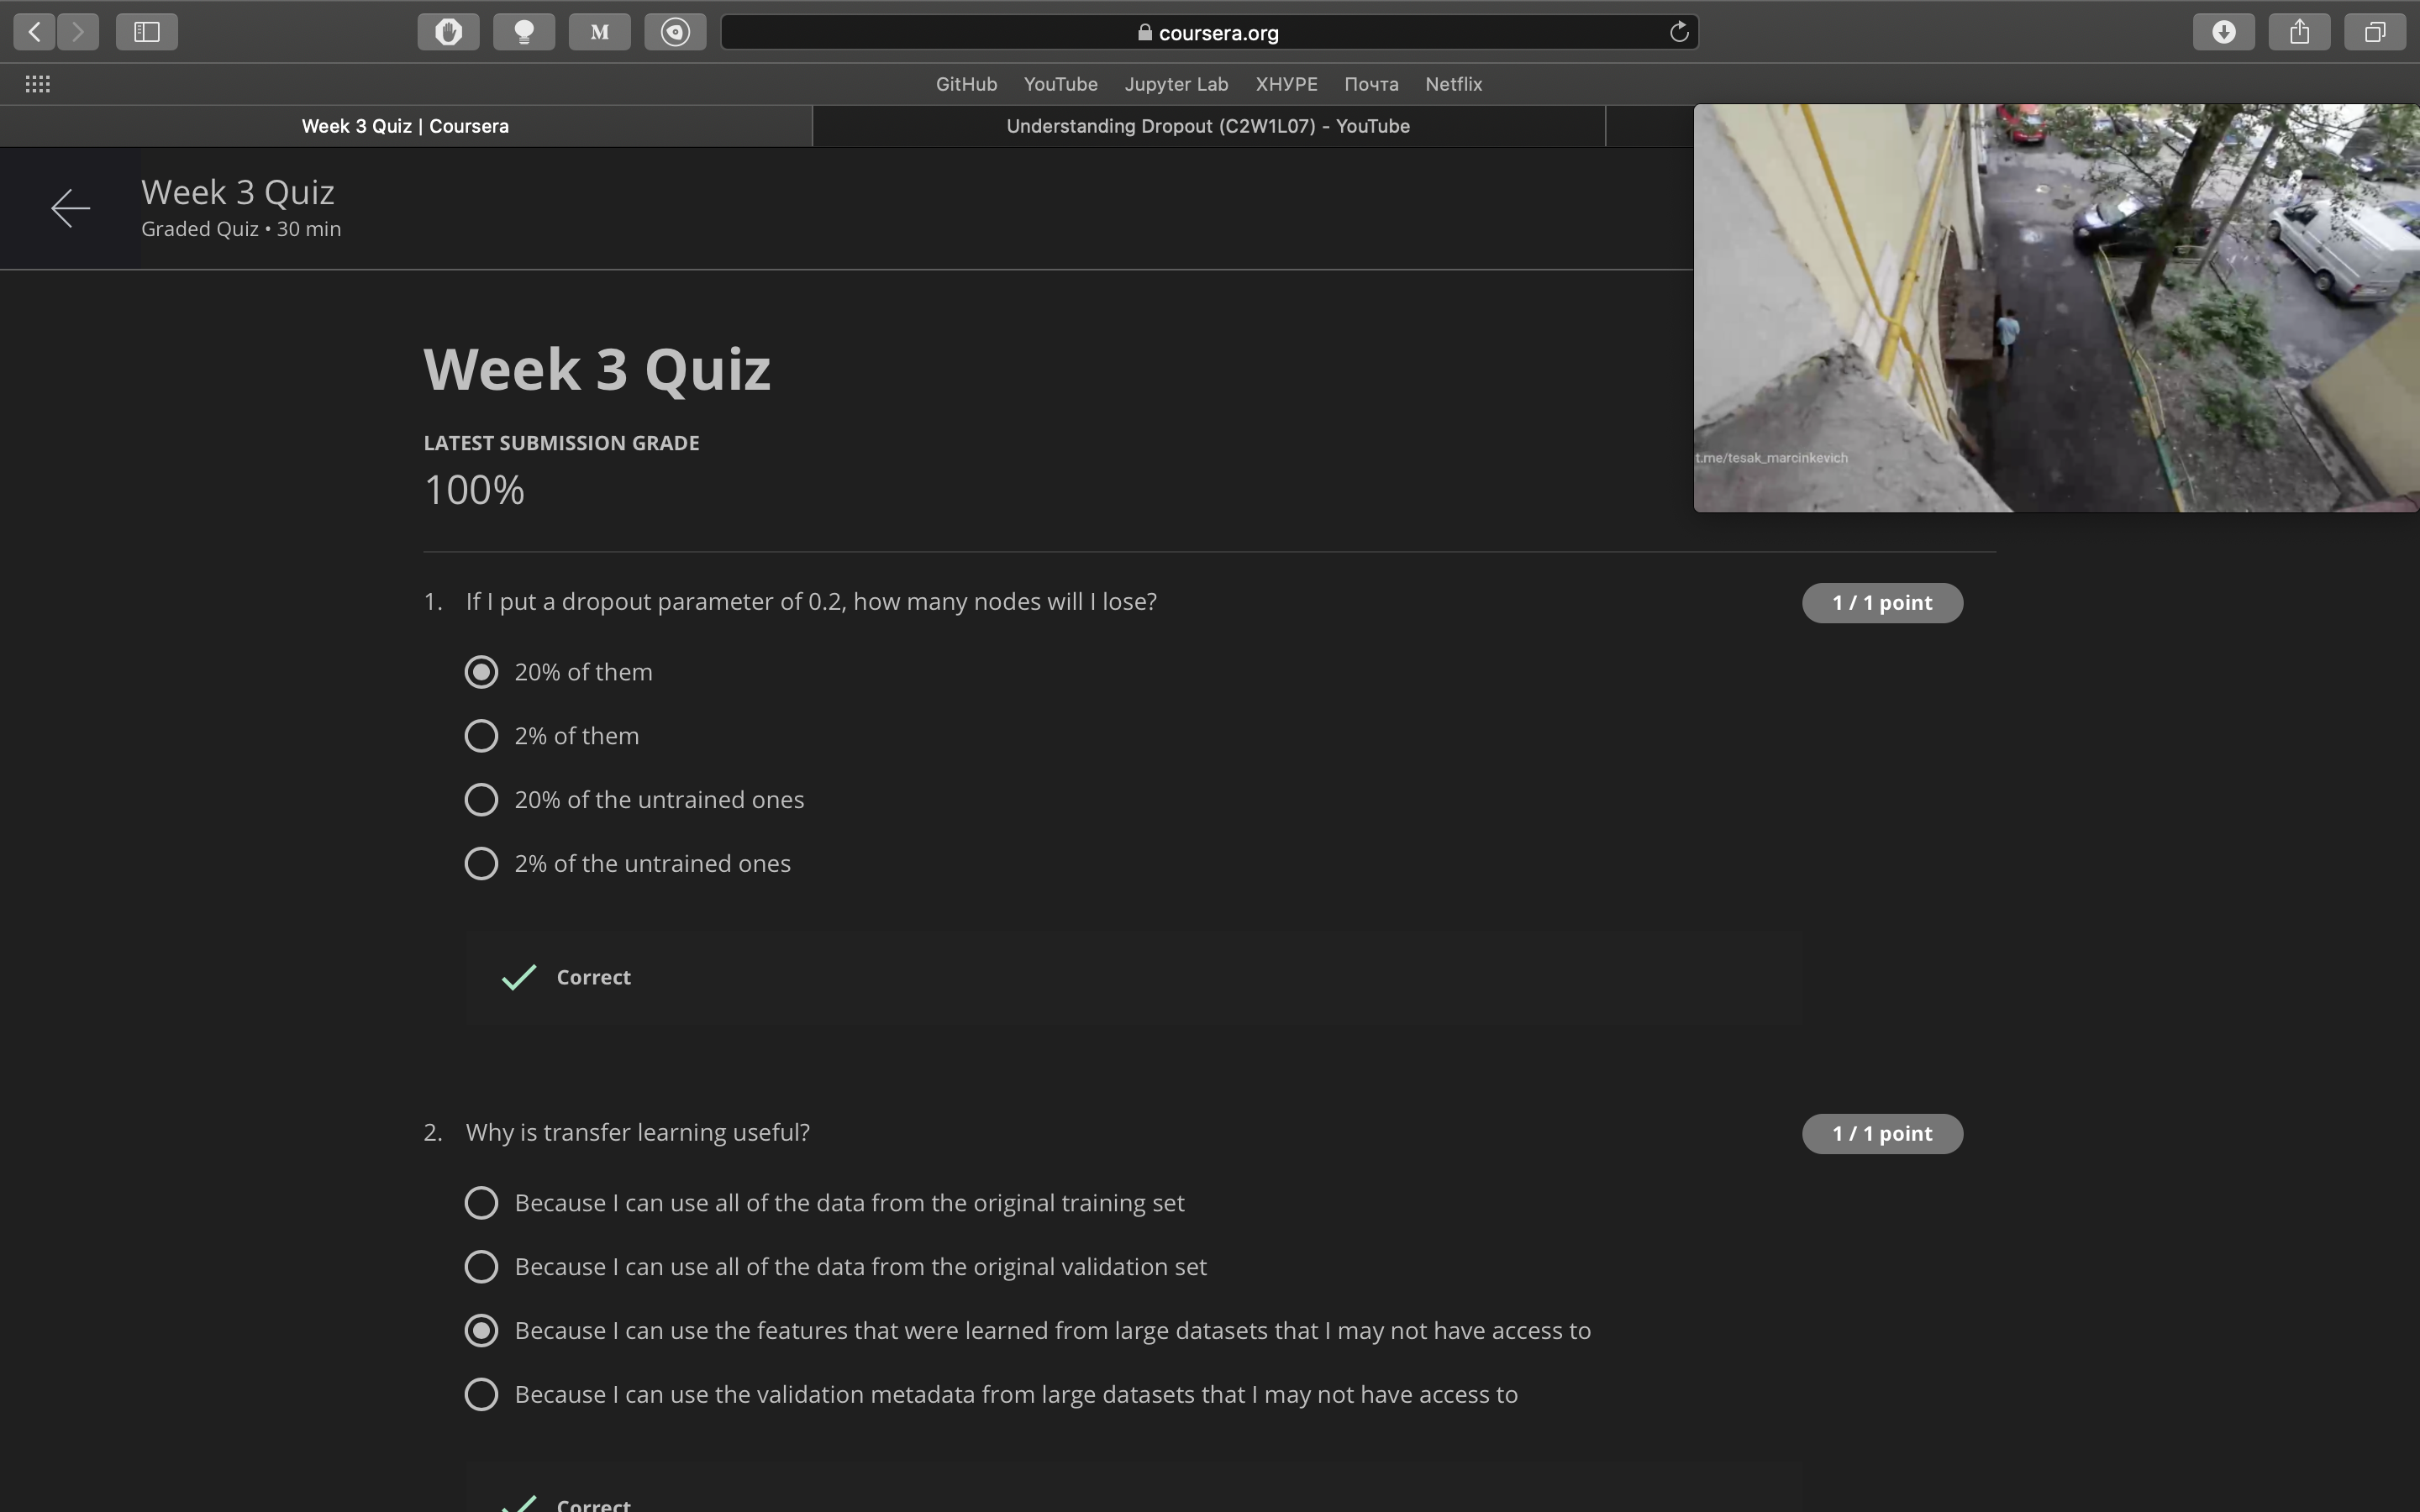 M
coursera.org
GitHub YouTube Jupyter Lab ХНУРЕ Почта Netflix
Week 3 Quiz | Coursera
Understanding Dropout (C2W1L07) - YouTube
Week 3 Quiz
Graded Quiz • 30 min
t.me/tesak_marcinkevich
Week 3 Quiz
LATEST SUBMISSION GRADE
100%
1. If I put a dropout parameter of 0.2, how many nodes will I lose?
1 / 1 point
20% of them
2% of them
20% of the untrained ones
2% of the untrained ones
Correct
2. Why is transfer learning useful?
1 / 1 point
Because I can use all of the data from the original training set
Because I can use all of the data from the original validation set
Because I can use the features that were learned from large datasets that I may not have access to
Because I can use the validation metadata from large datasets that I may not have access to
Correct